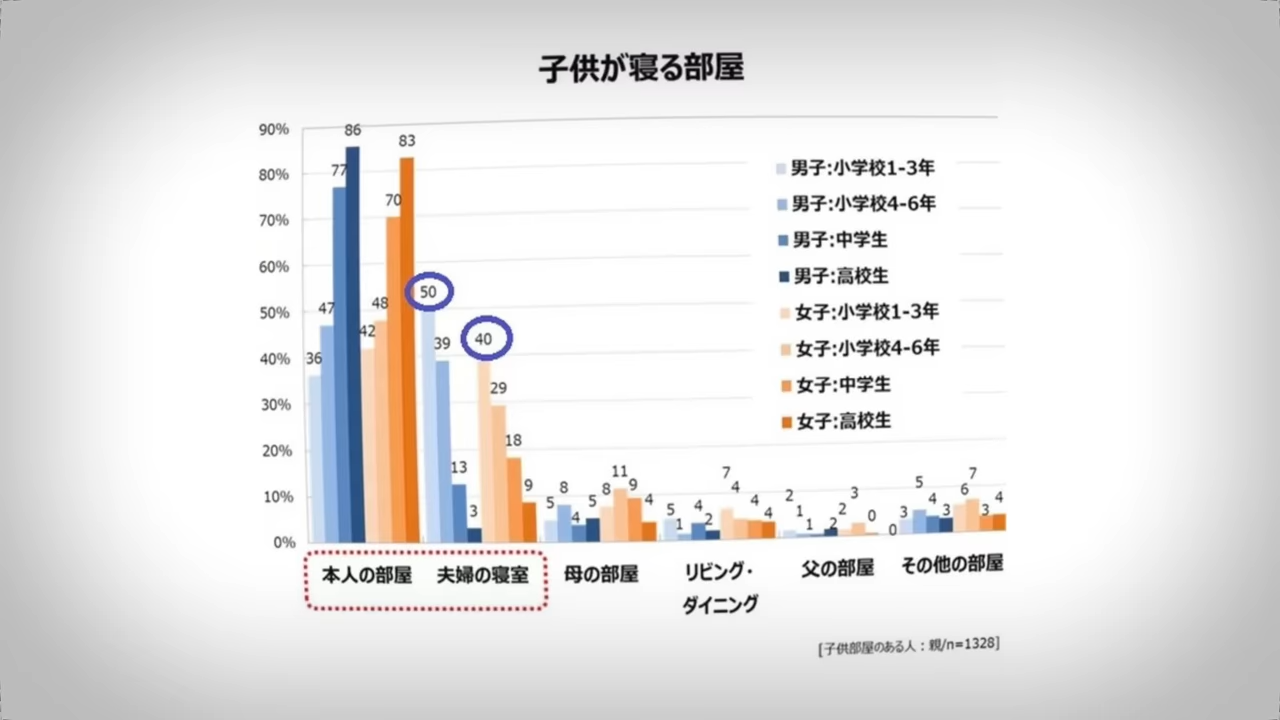 子供が寝る部屋
90%
80%
70%
60%
50%
40%
30%
20%
10%
0%
36 47 77 86 42 48 70 83
50 39 13 3 40 29 18 9
5 8 4 5 8 11 9 4
5 1 4 2 7 4 4 4
2 1 1 2 2 3 0 0
3 5 4 3 6 7 3 4
男子:小学校1-3年
男子:小学校4-6年
男子:中学生
男子:高校生
女子:小学校1-3年
女子:小学校4-6年
女子:中学生
女子:高校生
本人の部屋 夫婦の寝室 母の部屋 リビング・ 父の部屋 その他の部屋
ダイニング
[子供部屋のある人：親/n=1328]